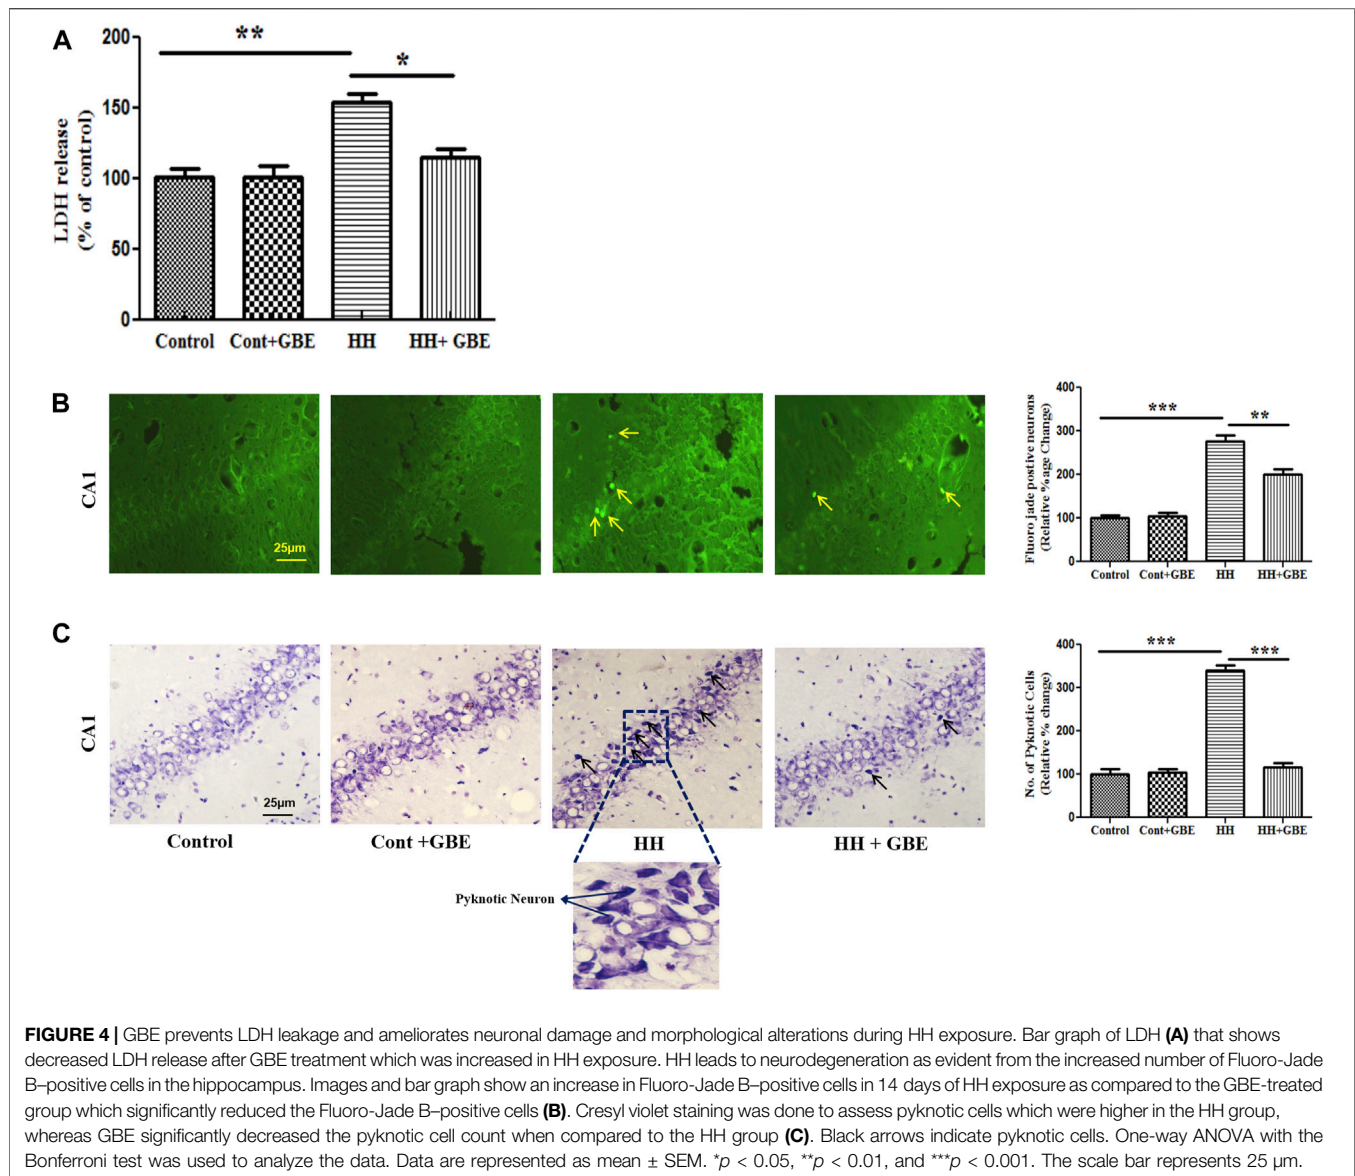 A
**
*
200
150
100
50
0
LDH release
(% of control)
Control Cont+GBE HH HH+ GBE
B
CA1
25μm
***
**
400
300
200
100
0
Fluoro jade postive neurons
(Relative %age Change)
Control Cont+GBE HH HH+GBE
C
CA1
25μm
Control
Cont +GBE
HH
HH + GBE
Pyknotic Neuron
***
***
400
300
200
100
0
No. of Pyknotic Cells
(Relative % change)
Control Cont+GBE HH HH+GBE
FIGURE 4 | GBE prevents LDH leakage and ameliorates neuronal damage and morphological alterations during HH exposure. Bar graph of LDH (A) that shows
decreased LDH release after GBE treatment which was increased in HH exposure. HH leads to neurodegeneration as evident from the increased number of Fluoro-Jade
B–positive cells in the hippocampus. Images and bar graph show an increase in Fluoro-Jade B–positive cells in 14 days of HH exposure as compared to the GBE-treated
group which significantly reduced the Fluoro-Jade B–positive cells (B). Cresyl violet staining was done to assess pyknotic cells which were higher in the HH group,
whereas GBE significantly decreased the pyknotic cell count when compared to the HH group (C). Black arrows indicate pyknotic cells. One-way ANOVA with the
Bonferroni test was used to analyze the data. Data are represented as mean ± SEM. *p < 0.05, **p < 0.01, and ***p < 0.001. The scale bar represents 25 μm.